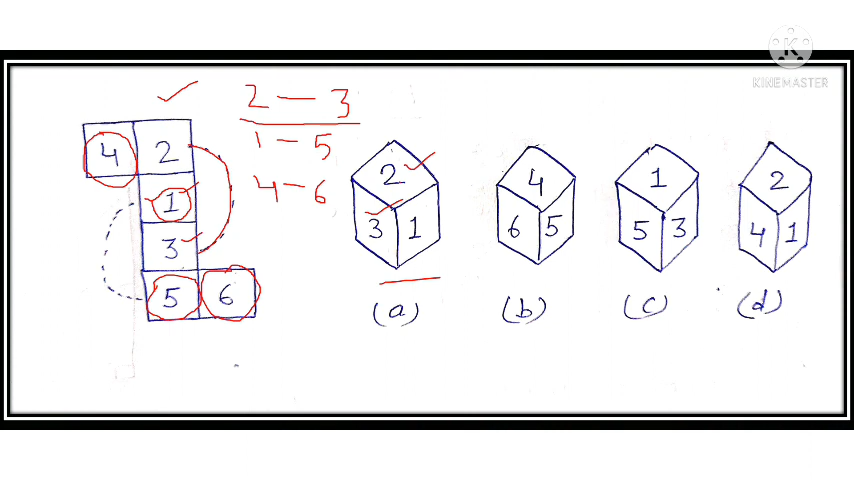 K
KINEMASTER
2 — 3
1 — 5
4 — 6
4 2
1
3
5 6
2
3 1
(a)
4
6 5
(b)
1
5 3
(c)
2
4 1
(d)